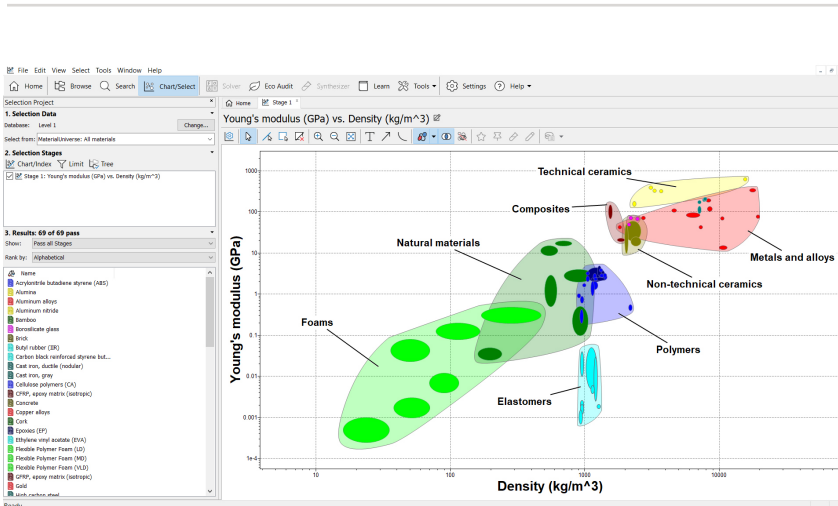 File Edit View Select Tools Window Help
Home Browse Search Chart/Select Solver Eco Audit Synthesizer Learn Tools Settings Help
Selection Project
1. Selection Data
Database: Level 1 Change...
Select from: MaterialUniverse: All materials
2. Selection Stages
Chart/Index Limit Tree
Stage 1: Young's modulus (GPa) vs. Density (kg/m^3)
3. Results: 69 of 69 pass
Show: Pass all Stages
Rank by: Alphabetical
Name
Acrylonitrile butadiene styrene (ABS)
Alumina
Aluminum alloys
Aluminum nitride
Bamboo
Borosilicate glass
Brick
Butyl rubber (IIR)
Carbon black reinforced styrene but...
Cast iron, ductile (nodular)
Cast iron, gray
Cellulose polymers (CA)
CFRP, epoxy matrix (isotropic)
Concrete
Copper alloys
Cork
Epoxies (EP)
Ethylene vinyl acetate (EVA)
Flexible Polymer Foam (LD)
Flexible Polymer Foam (MD)
Flexible Polymer Foam (VLD)
GFRP, epoxy matrix (isotropic)
Gold
High carbon steel
Ready
Home Stage 1
Young's modulus (GPa) vs. Density (kg/m^3)
Young's modulus (GPa)
1000
100
10
1
0.1
0.01
0.001
1e-4
Technical ceramics
Composites
Natural materials
Metals and alloys
Non-technical ceramics
Foams
Polymers
Elastomers
10 100 1000 10000
Density (kg/m^3)